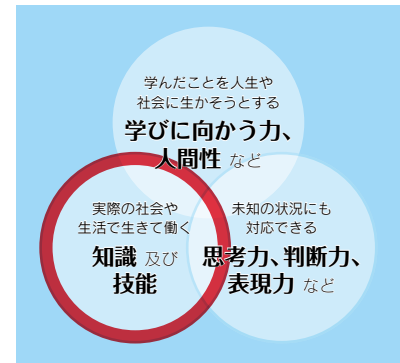 学んだことを人生や
社会に生かそうとする
学びに向かう力、
人間性 など
実際の社会や
生活で生きて働く
知識 及び
技能
未知の状況にも
対応できる
思考力、判断力、
表現力 など